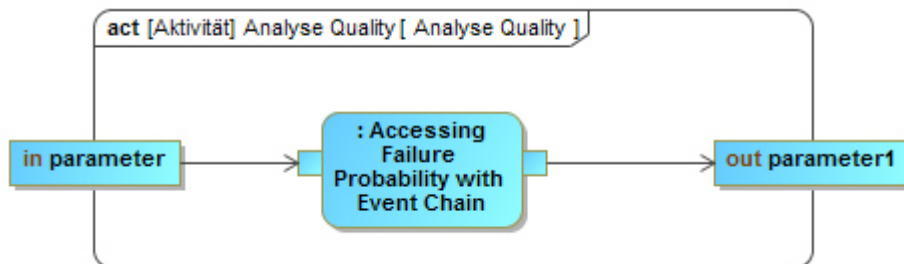 act [Aktivität] Analyse Quality [ Analyse Quality ]
in parameter
: Accessing
Failure
Probability with
Event Chain
out parameter1